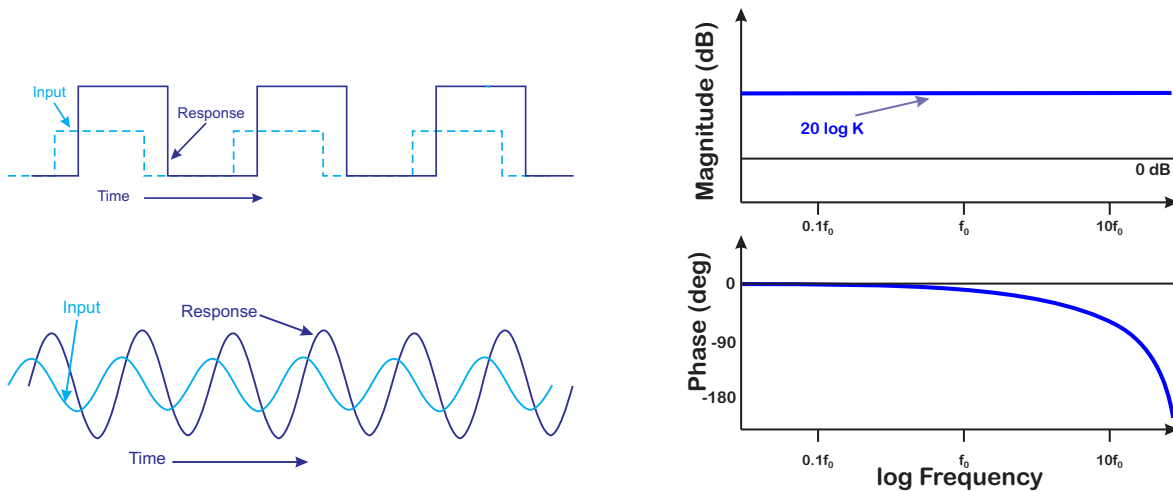 Input
Response
Time
Input
Response
Time
Magnitude (dB)
20 log K
0 dB
0.1f₀
f₀
10f₀
Phase (deg)
0
-90
-180
0.1f₀
f₀
10f₀
log Frequency